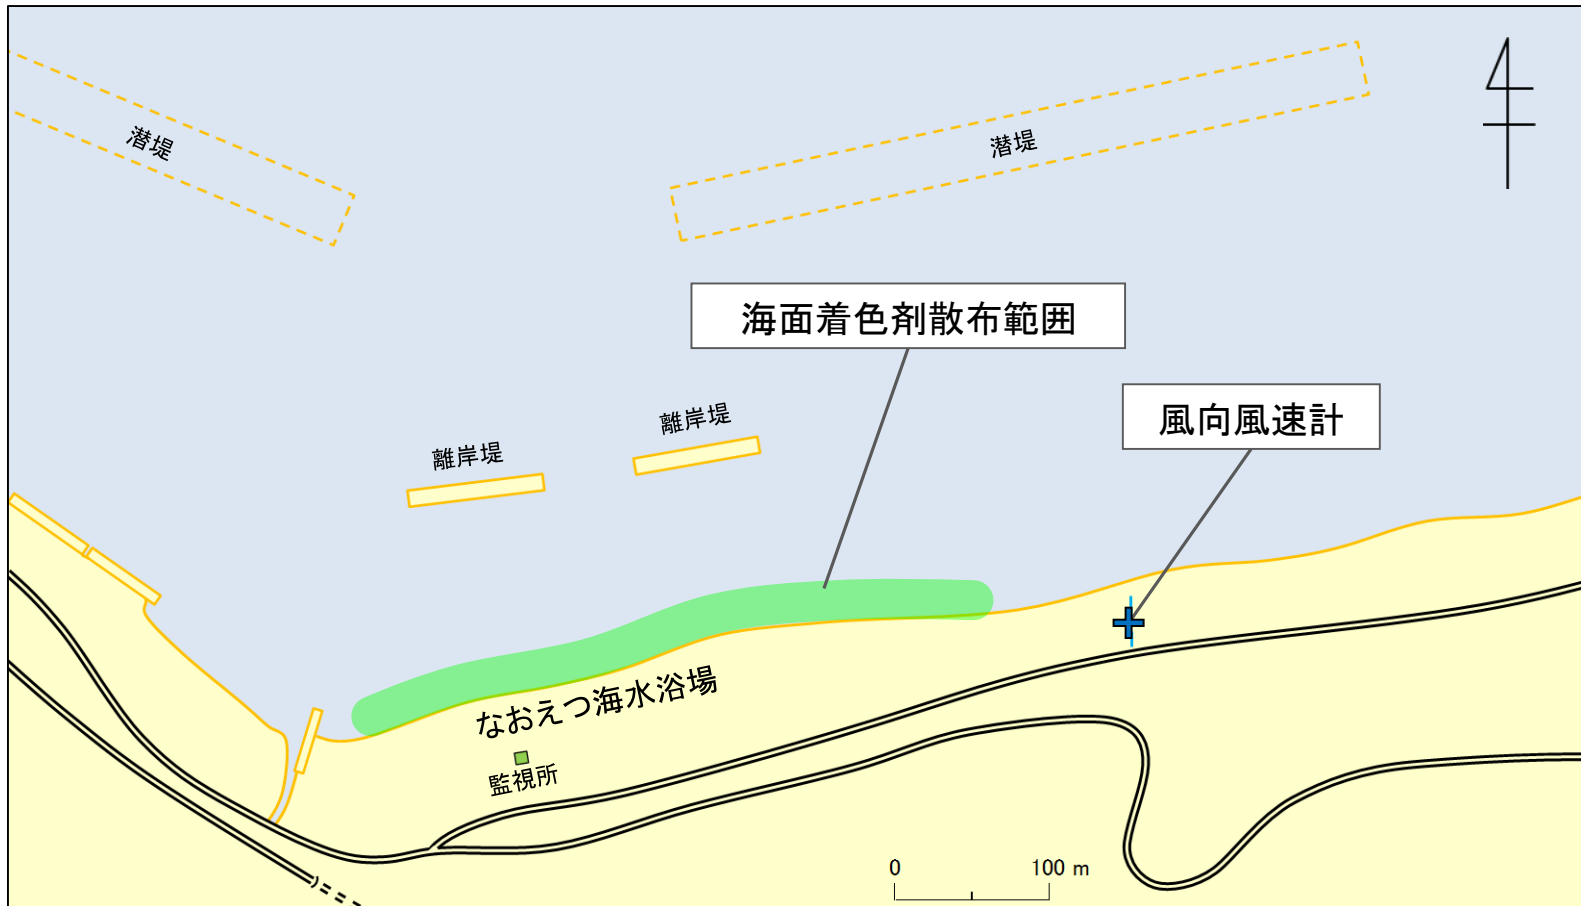 潜堤
潜堤
海面着色剤散布範囲
風向風速計
離岸堤
離岸堤
なおえつ海水浴場
監視所
0 100 m